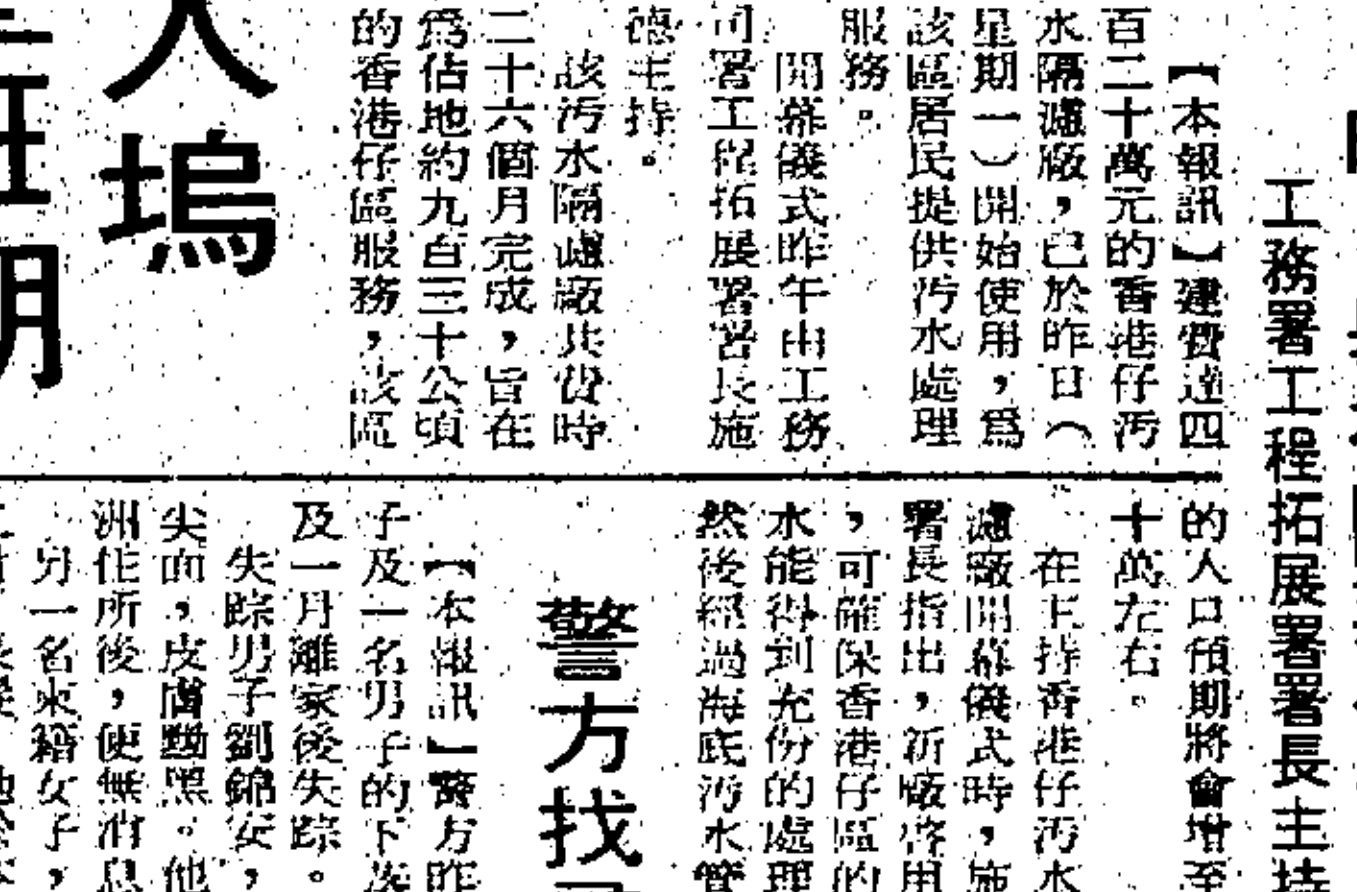 工務署工程拓展署署長主持
【本報訊】建費達四
百二十萬元的香港仔污
水隔濾廠，已於昨日（
星期一）開始使用，爲
該區居民提供污水處理
服務。
開幕儀式昨午由工務
司署工程拓展署署長施
德主持。
該污水隔濾廠共費時
二十六個月完成，旨在
爲佔地約九百三十公頃
的香港仔區服務，該區
的人口預期將會增至
十萬左右。
在主持香港仔污水
濾廠開幕儀式時，施
署長指出，新廠啓用
，可確保香港仔區的
水能得到充份的處理
然後經過海底污水管
人塢
警方找
【本報訊】警方昨
子及一名男子的下落
及一月離家後失踪。
失踪男子劉錦安，
尖面，皮膚黝黑。他
洲住所後，便無消息
另一名束籍女子，